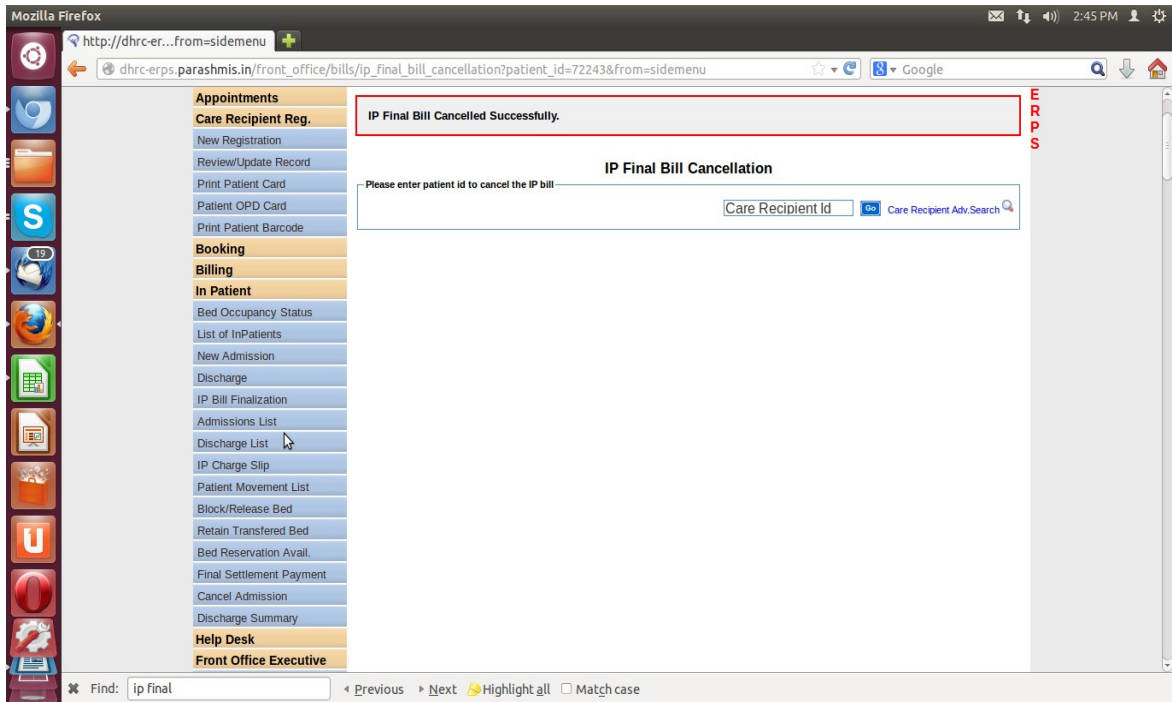 Mozilla Firefox
2:45 PM
http://dhrc-er...from=sidemenu
dhrc-erps.parashmis.in/front_office/bills/ip_final_bill_cancellation?patient_id=72243&from=sidemenu
8 Google
Appointments
Care Recipient Reg.
New Registration
Review/Update Record
Print Patient Card
Patient OPD Card
Print Patient Barcode
Booking
Billing
In Patient
Bed Occupancy Status
List of InPatients
New Admission
Discharge
IP Bill Finalization
Admissions List
Discharge List
IP Charge Slip
Patient Movement List
Block/Release Bed
Retain Transfered Bed
Bed Reservation Avail.
Final Settlement Payment
Cancel Admission
Discharge Summary
Help Desk
Front Office Executive
IP Final Bill Cancelled Successfully.
E
R
P
S
IP Final Bill Cancellation
Please enter patient id to cancel the IP bill
Care Recipient Id Go Care Recipient Adv.Search
19
Find: ip final Previous Next Highlight all Match case